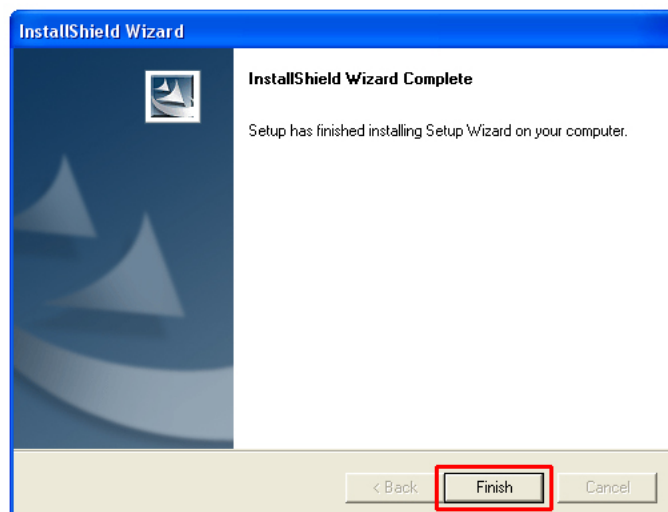 InstallShield Wizard
InstallShield Wizard Complete
Setup has finished installing Setup Wizard on your computer.
< Back
Finish
Cancel